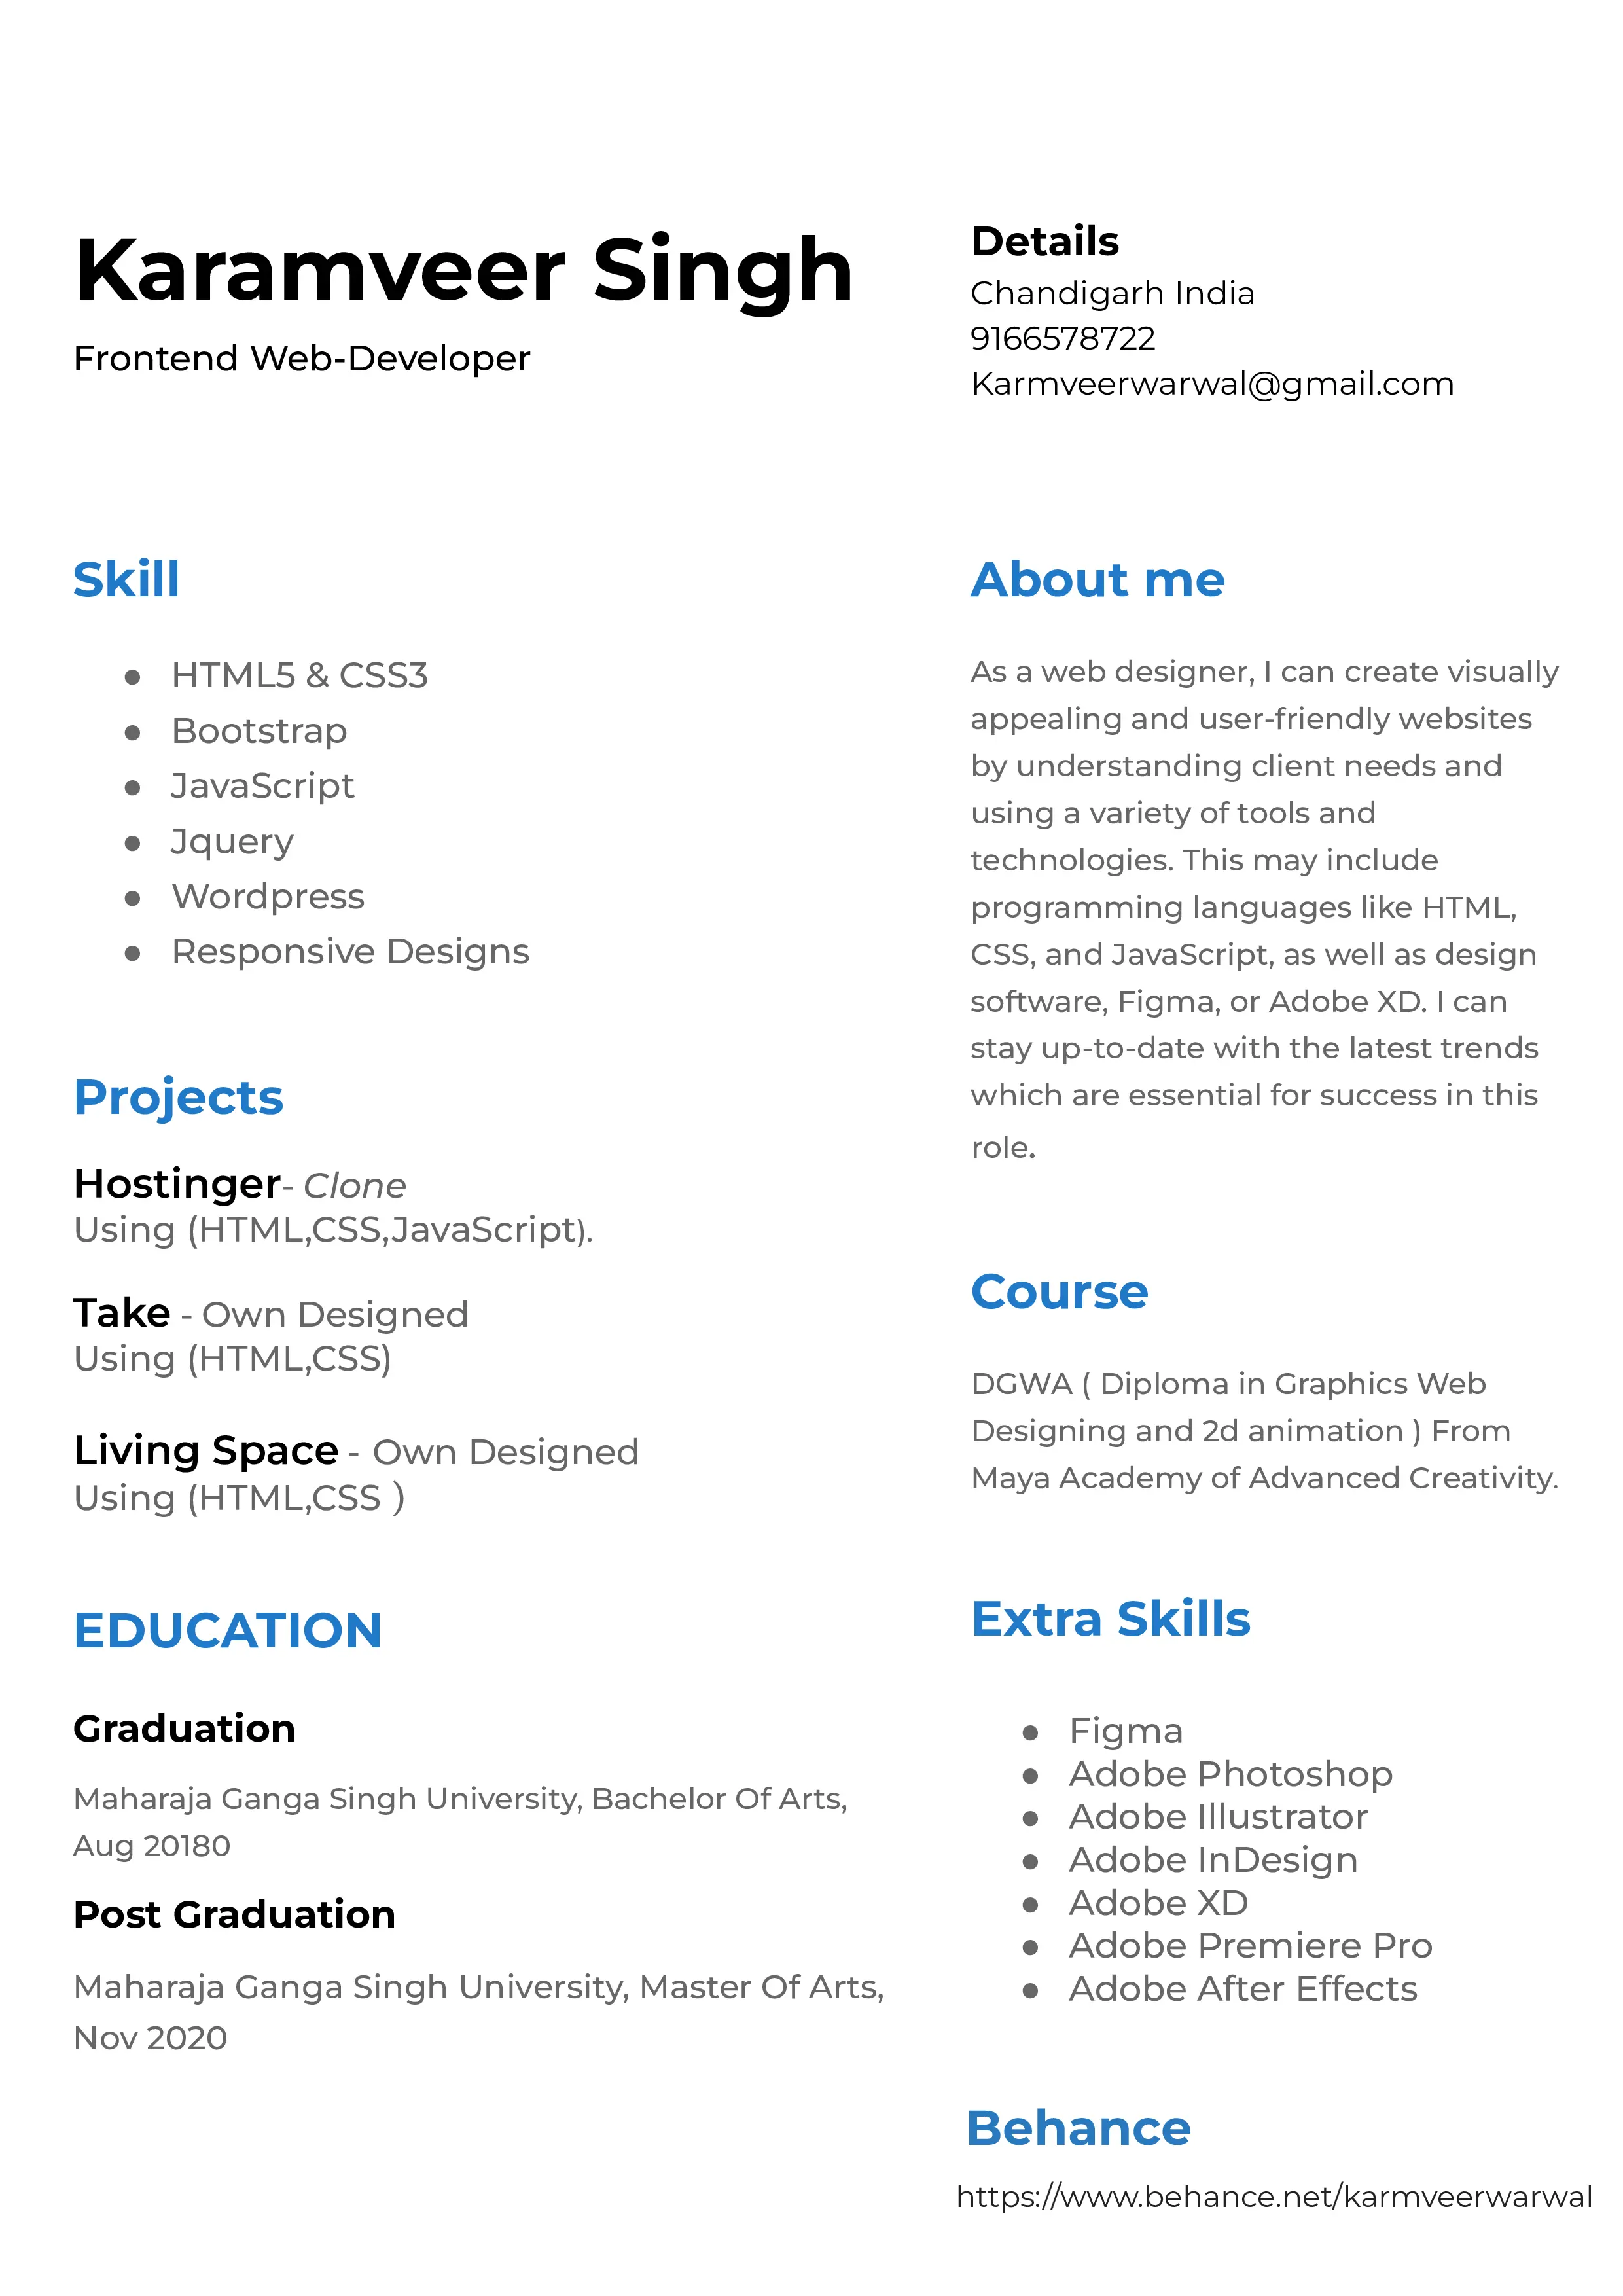 Karamveer Singh
Frontend Web-Developer
Details
Chandigarh India
9166578722
Karmveerwarwal@gmail.com
Skill
● HTML5 & CSS3
● Bootstrap
● JavaScript
● Jquery
● Wordpress
● Responsive Designs
Projects
Hostinger- Clone
Using (HTML,CSS,JavaScript).
Take - Own Designed
Using (HTML,CSS)
Living Space - Own Designed
Using (HTML,CSS )
EDUCATION
Graduation
Maharaja Ganga Singh University, Bachelor Of Arts,
Aug 20180
Post Graduation
Maharaja Ganga Singh University, Master Of Arts,
Nov 2020
About me
As a web designer, I can create visually
appealing and user-friendly websites
by understanding client needs and
using a variety of tools and
technologies. This may include
programming languages like HTML,
CSS, and JavaScript, as well as design
software, Figma, or Adobe XD. I can
stay up-to-date with the latest trends
which are essential for success in this
role.
Course
DGWA ( Diploma in Graphics Web
Designing and 2d animation ) From
Maya Academy of Advanced Creativity.
Extra Skills
● Figma
● Adobe Photoshop
● Adobe Illustrator
● Adobe InDesign
● Adobe XD
● Adobe Premiere Pro
● Adobe After Effects
Behance
https://www.behance.net/karmveerwarwal